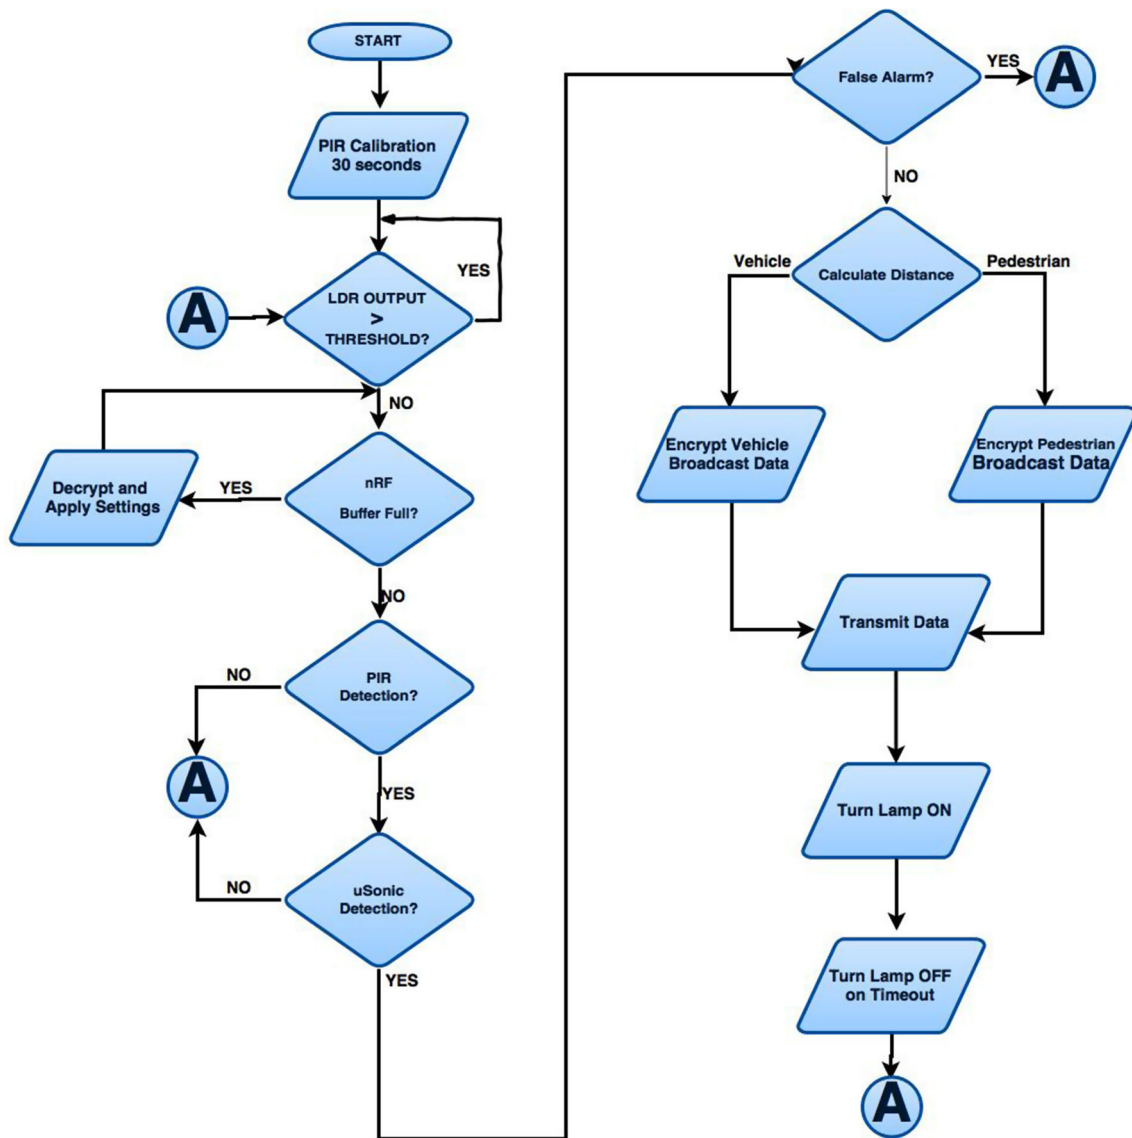 START
PIR Calibration
30 seconds
YES
A
LDR OUTPUT
>
THRESHOLD?
NO
Decrypt and
Apply Settings
YES
nRF
Buffer Full?
NO
NO
PIR
Detection?
A
YES
NO
uSonic
Detection?
YES
False Alarm?
YES
A
NO
Vehicle
Calculate Distance
Pedestrian
Encrypt Vehicle
Broadcast Data
Encrypt Pedestrian
Broadcast Data
Transmit Data
Turn Lamp ON
Turn Lamp OFF
on Timeout
A